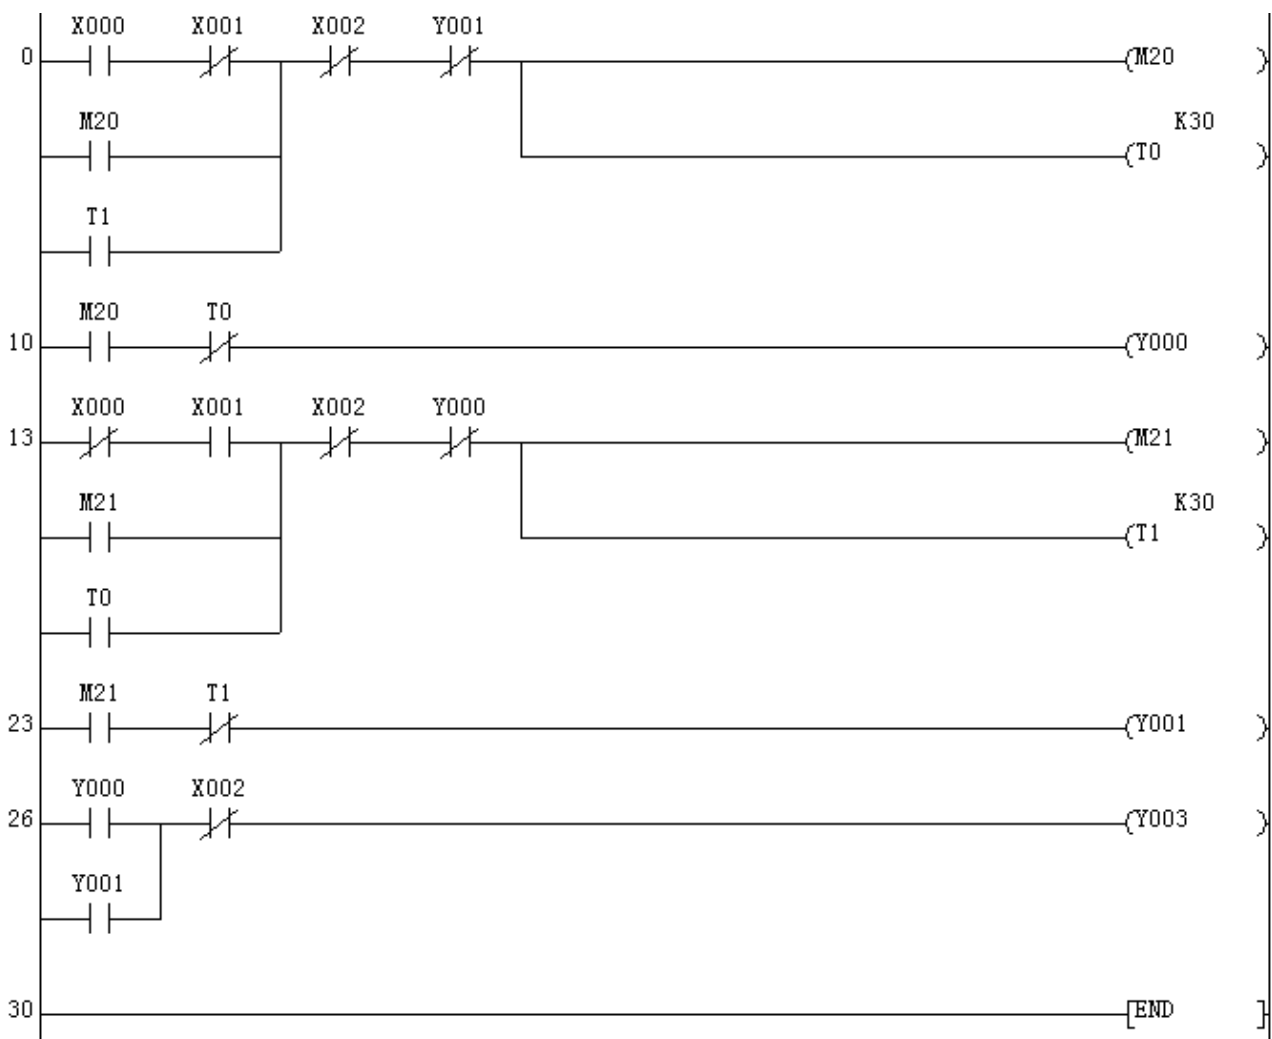 X000 X001 X002 Y001
0 (M20 )
M20 K30
(T0 )
T1
M20 T0
10 (Y000 )
X000 X001 X002 Y000
13 (M21 )
M21 K30
(T1 )
T0
M21 T1
23 (Y001 )
Y000 X002
26 (Y003 )
Y001
30 [END ]